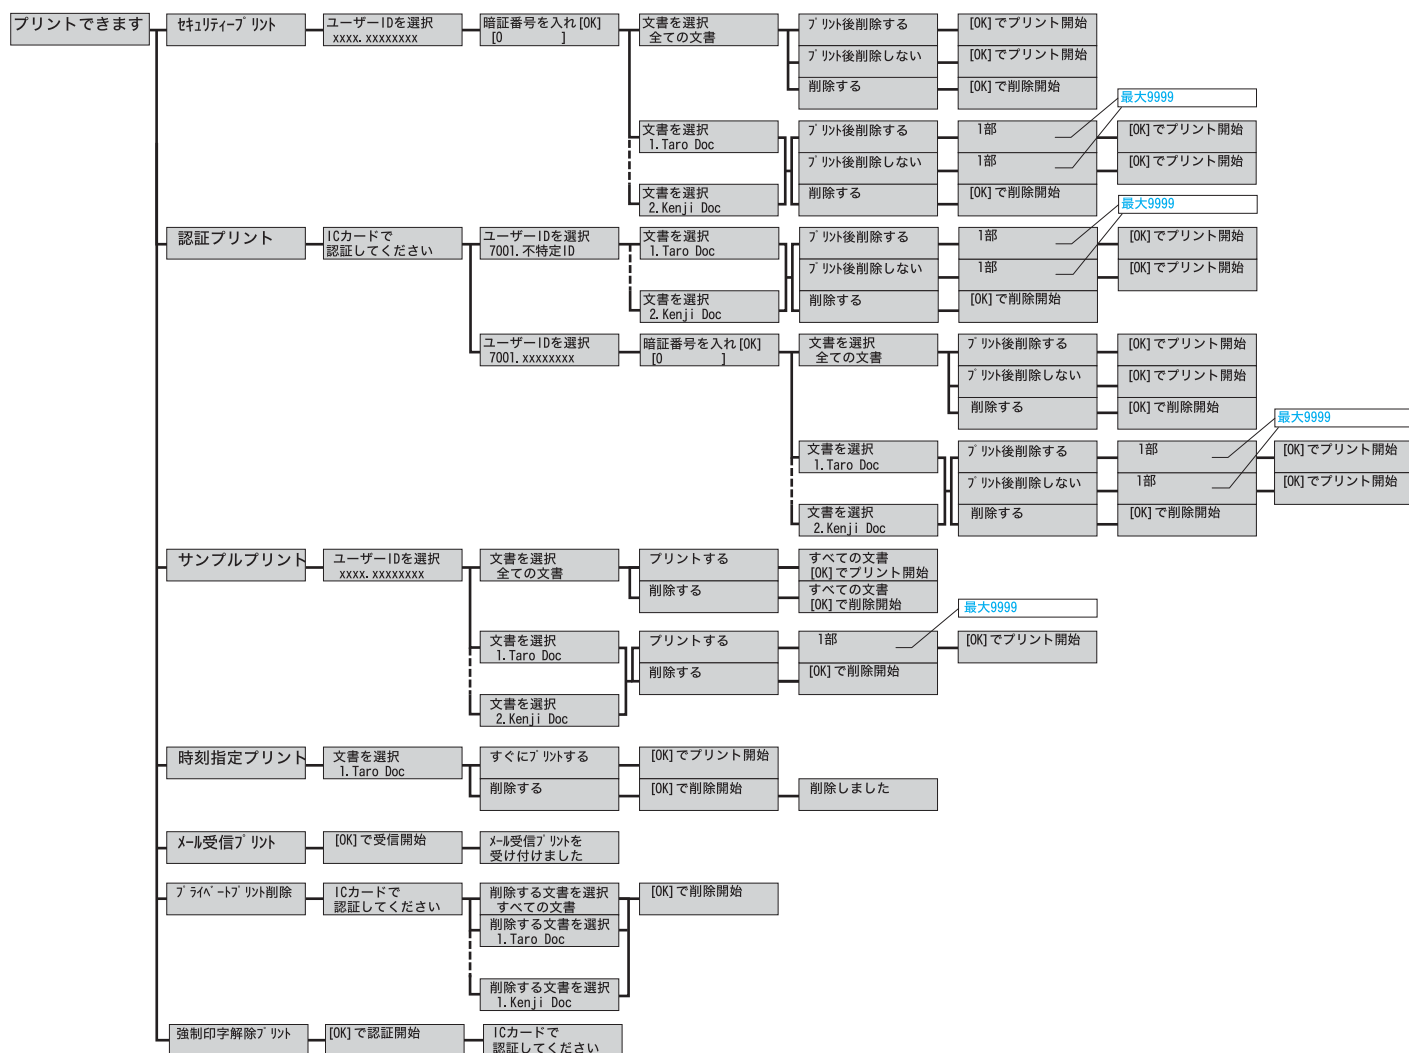 プリントできます
セキュリティープリント
ユーザーIDを選択
xxxx.xxxxxxxx
暗証番号を入れ[OK]
[0 ]
文書を選択
全ての文書
プリント後削除する
[OK]でプリント開始
プリント後削除しない
[OK]でプリント開始
削除する
[OK]で削除開始
最大9999
文書を選択
1.Taro Doc
プリント後削除する
1部
[OK]でプリント開始
プリント後削除しない
1部
[OK]でプリント開始
文書を選択
2.Kenji Doc
削除する
[OK]で削除開始
最大9999
認証プリント
ICカードで
認証してください
ユーザーIDを選択
7001.不特定ID
文書を選択
1.Taro Doc
プリント後削除する
1部
[OK]でプリント開始
プリント後削除しない
1部
[OK]でプリント開始
文書を選択
2.Kenji Doc
削除する
[OK]で削除開始
ユーザーIDを選択
7001.xxxxxxxx
暗証番号を入れ[OK]
[0 ]
文書を選択
全ての文書
プリント後削除する
[OK]でプリント開始
プリント後削除しない
[OK]でプリント開始
削除する
[OK]で削除開始
最大9999
文書を選択
1.Taro Doc
プリント後削除する
1部
[OK]でプリント開始
プリント後削除しない
1部
[OK]でプリント開始
文書を選択
2.Kenji Doc
削除する
[OK]で削除開始
サンプルプリント
ユーザーIDを選択
xxxx.xxxxxxxx
文書を選択
全ての文書
プリントする
すべての文書
[OK]でプリント開始
削除する
すべての文書
[OK]で削除開始
最大9999
文書を選択
1.Taro Doc
プリントする
1部
[OK]でプリント開始
削除する
[OK]で削除開始
文書を選択
2.Kenji Doc
時刻指定プリント
文書を選択
1.Taro Doc
すぐにプリントする
[OK]でプリント開始
削除する
[OK]で削除開始
削除しました
メール受信プリント
[OK]で受信開始
メール受信プリントを
受け付けました
プライベートプリント削除
ICカードで
認証してください
削除する文書を選択
すべての文書
[OK]で削除開始
削除する文書を選択
1.Taro Doc
削除する文書を選択
1.Kenji Doc
強制印字解除プリント
[OK]で認証開始
ICカードで
認証してください